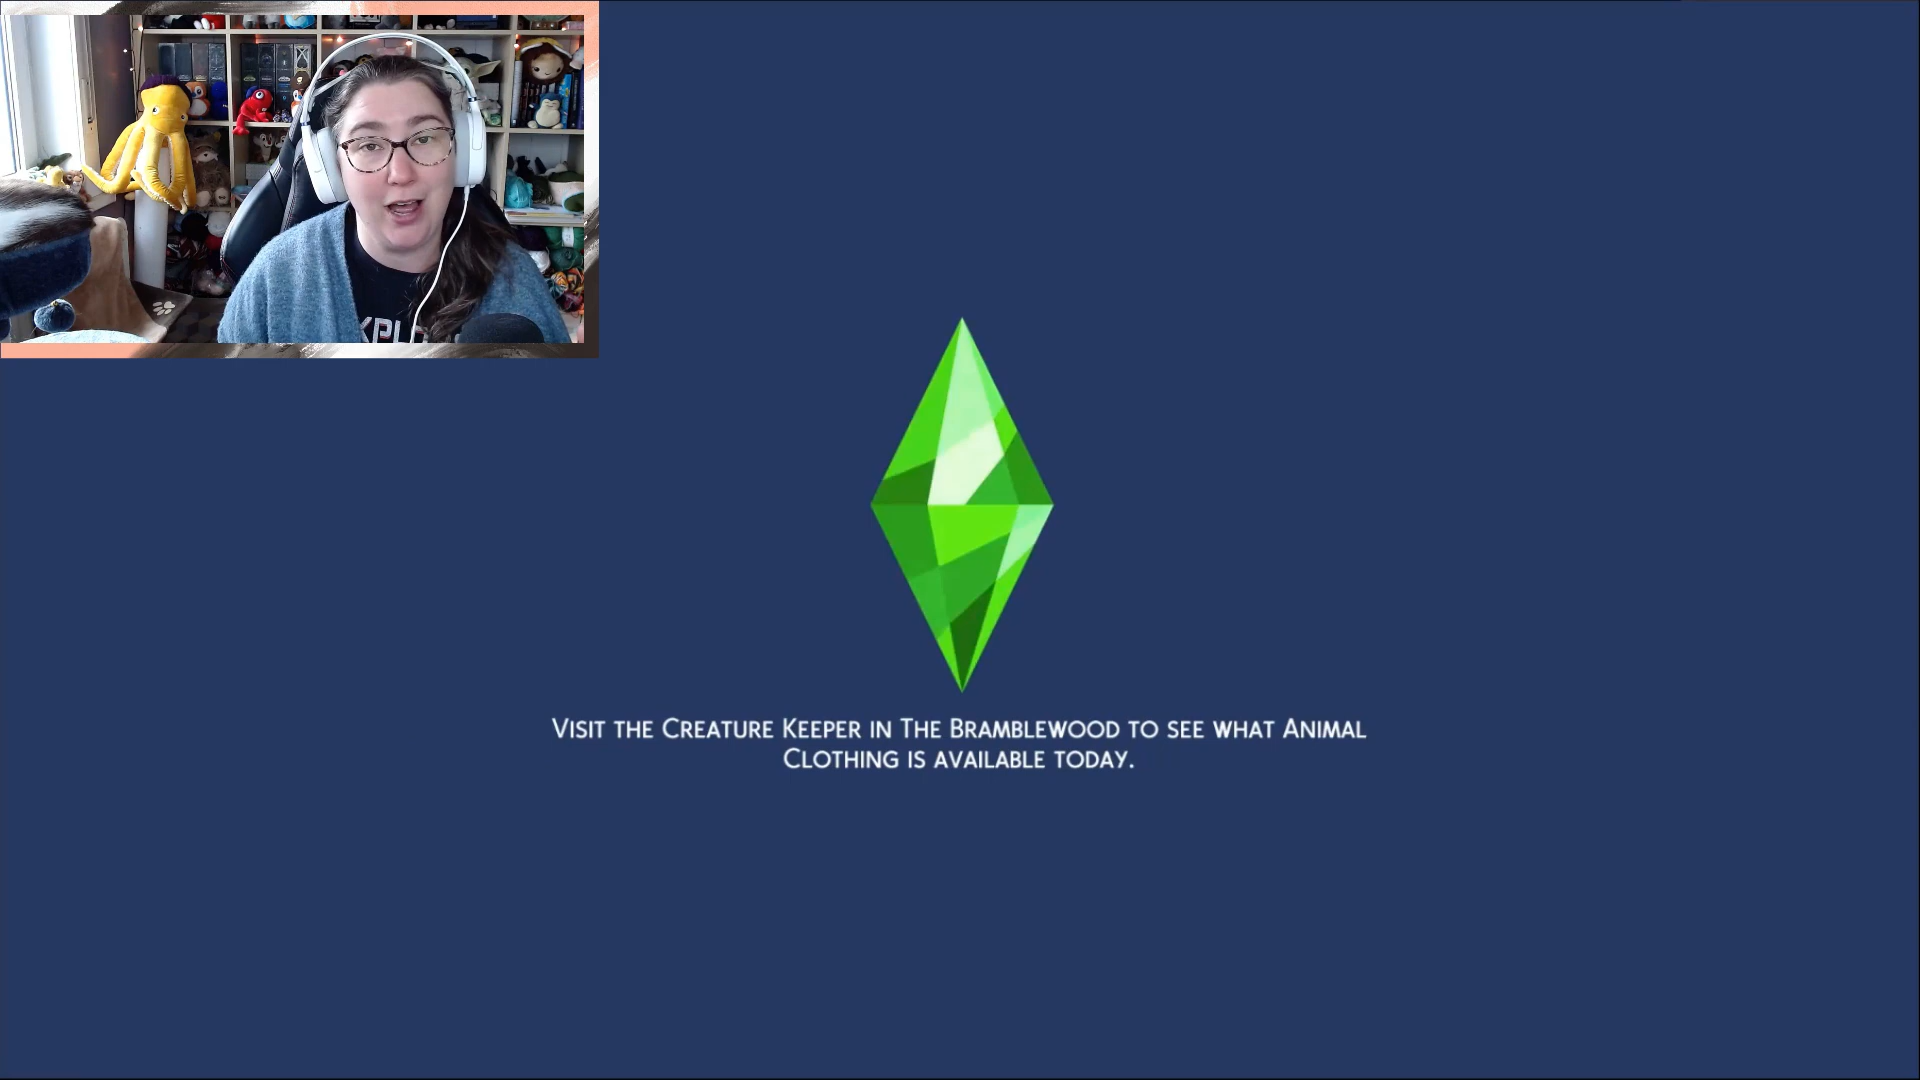 Visit the Creature Keeper in The Bramblewood to see what Animal
Clothing is available today.